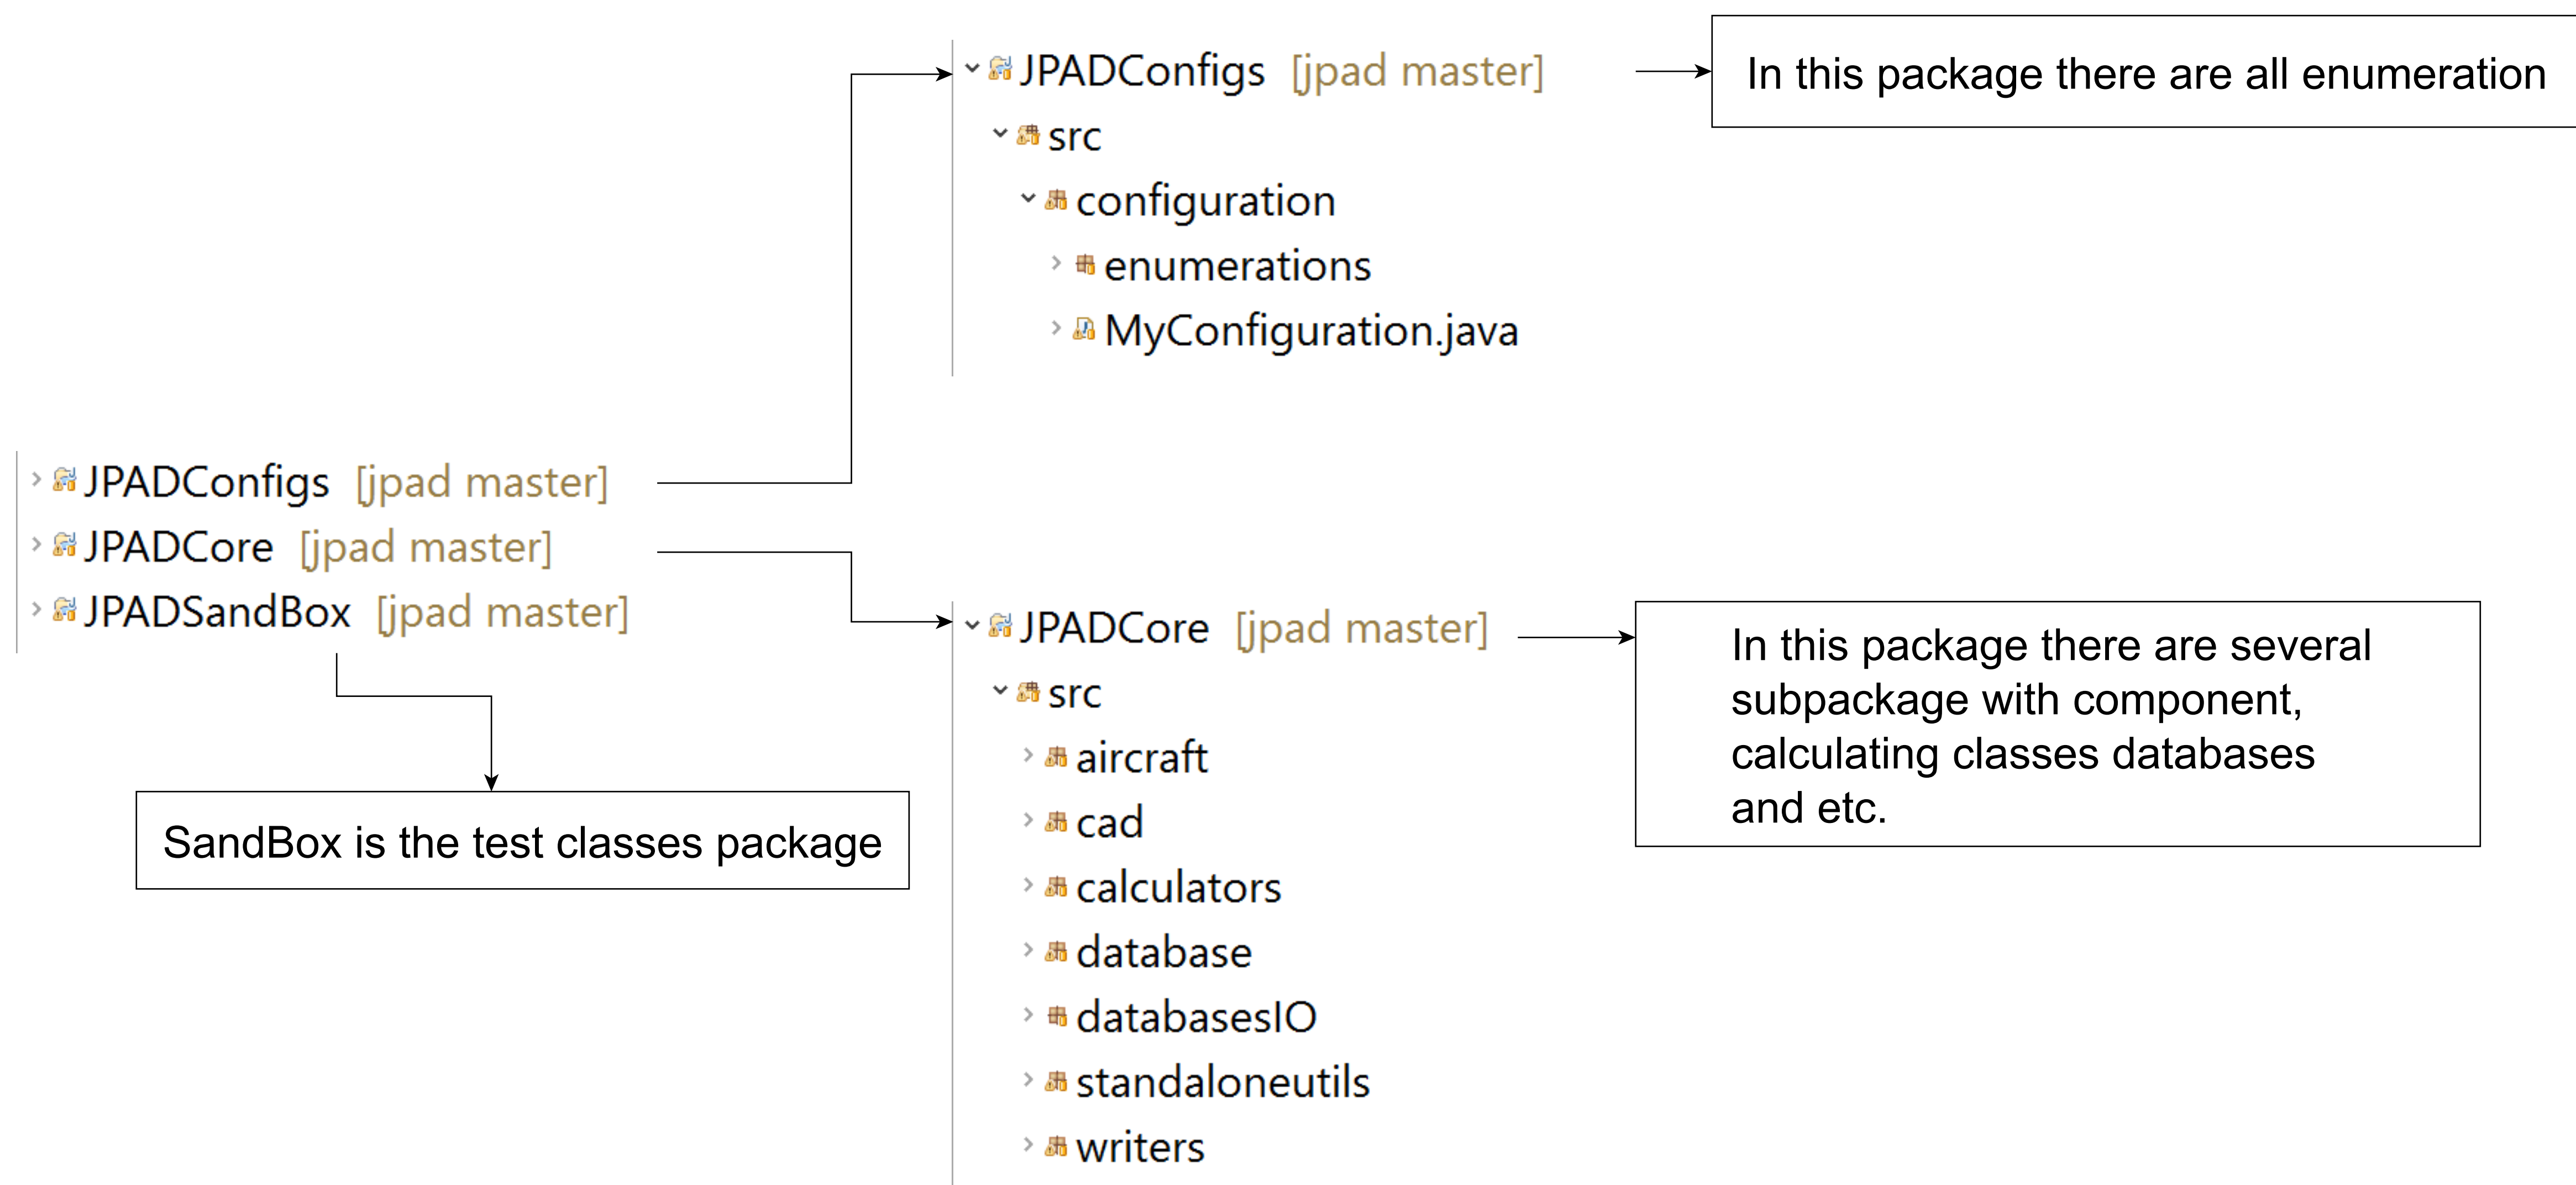 JPADConfigs [jpad master]
JPADCore [jpad master]
JPADSandBox [jpad master]
SandBox is the test classes package
JPADConfigs [jpad master]
src
configuration
enumerations
MyConfiguration.java
In this package there are all enumeration
JPADCore [jpad master]
src
aircraft
cad
calculators
database
databasesIO
standaloneutils
writers
In this package there are several
subpackage with component,
calculating classes databases
and etc.